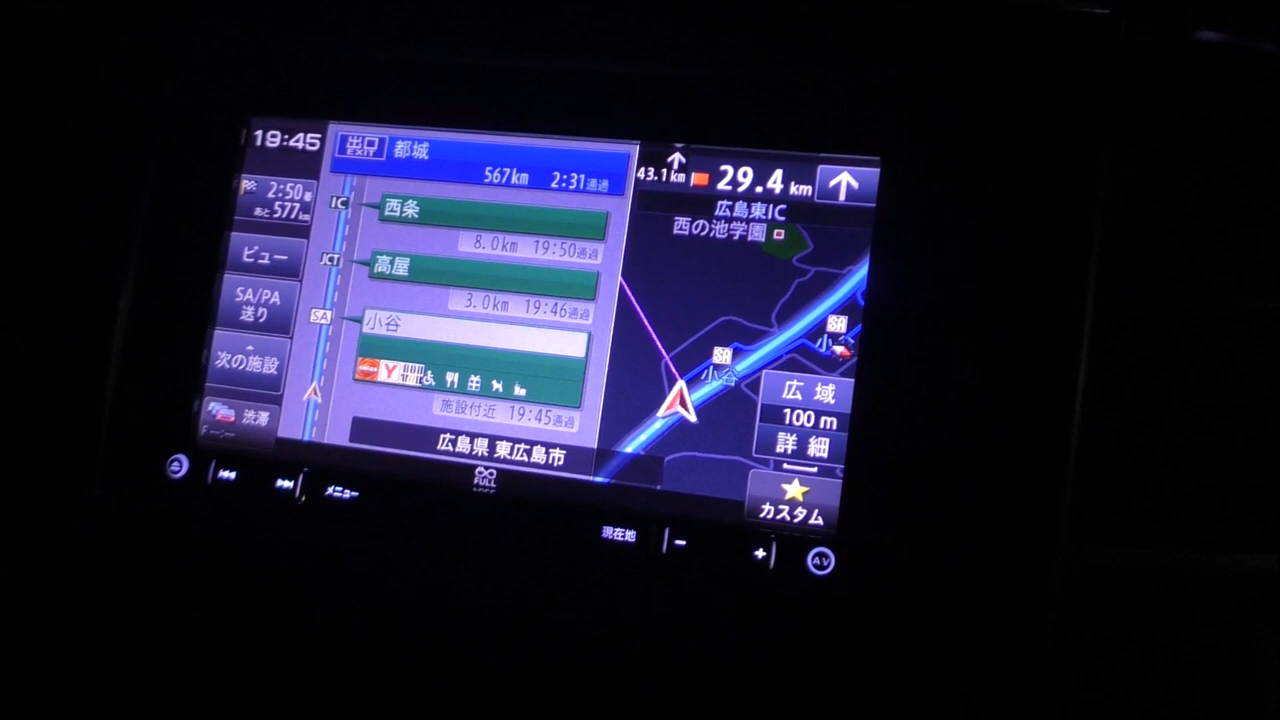 19:45
2:50着
あと577km
ビュー
SA/PA
送り
次の施設
渋滞
出口
EXIT
都城
567km 2:31通過
IC
西条
8.0km 19:50通過
JCT
高屋
3.0km 19:46通過
SA
小谷
施設付近 19:45通過
広島県 東広島市
43.1km
29.4km
広島東IC
西の池学園
SA
小谷
SA
小
広域
100m
詳細
カスタム
メニュー
FULL
現在地
－
＋
AV